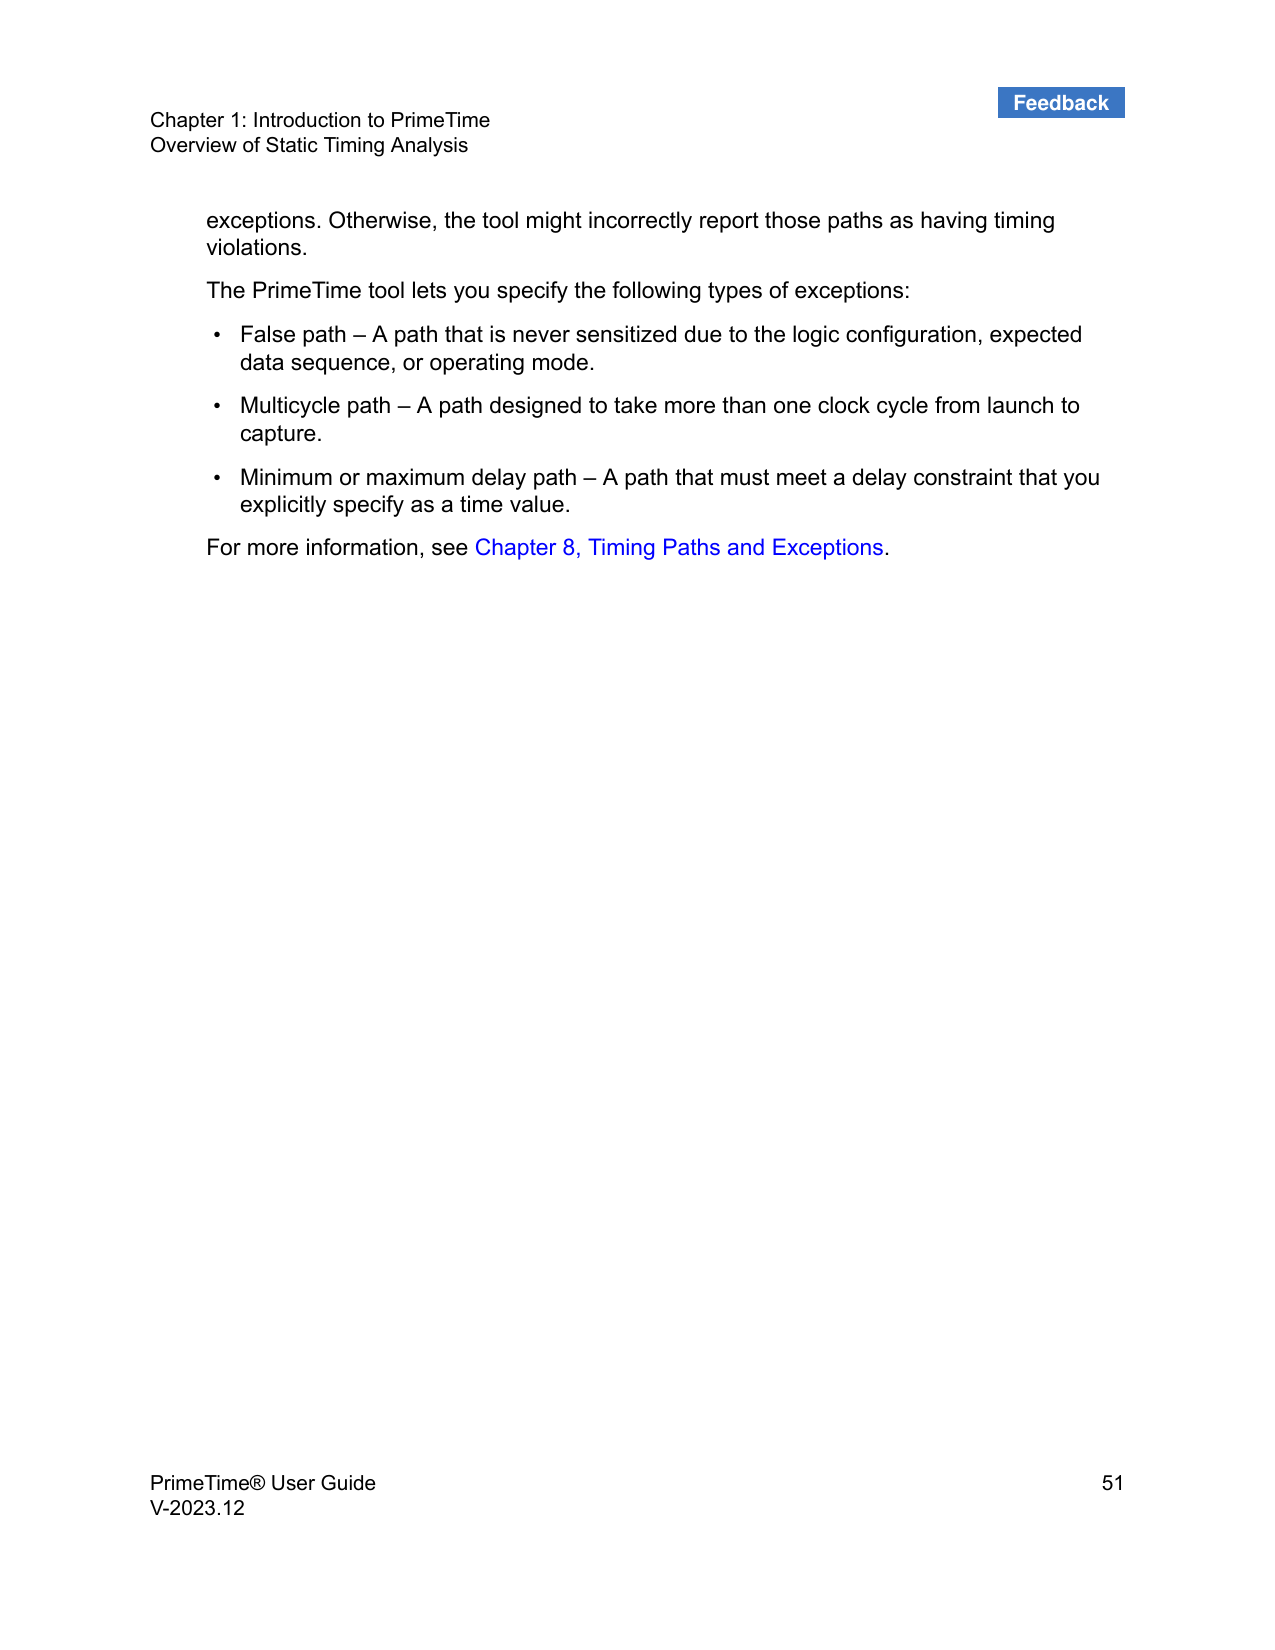 Feedback
Chapter 1: Introduction to PrimeTime
Overview of Static Timing Analysis
exceptions. Otherwise, the tool might incorrectly report those paths as having timing
violations.
The PrimeTime tool lets you specify the following types of exceptions:
• False path – A path that is never sensitized due to the logic configuration, expected
data sequence, or operating mode.
• Multicycle path – A path designed to take more than one clock cycle from launch to
capture.
• Minimum or maximum delay path – A path that must meet a delay constraint that you
explicitly specify as a time value.
For more information, see Chapter 8, Timing Paths and Exceptions.
PrimeTime® User Guide 51
V-2023.12